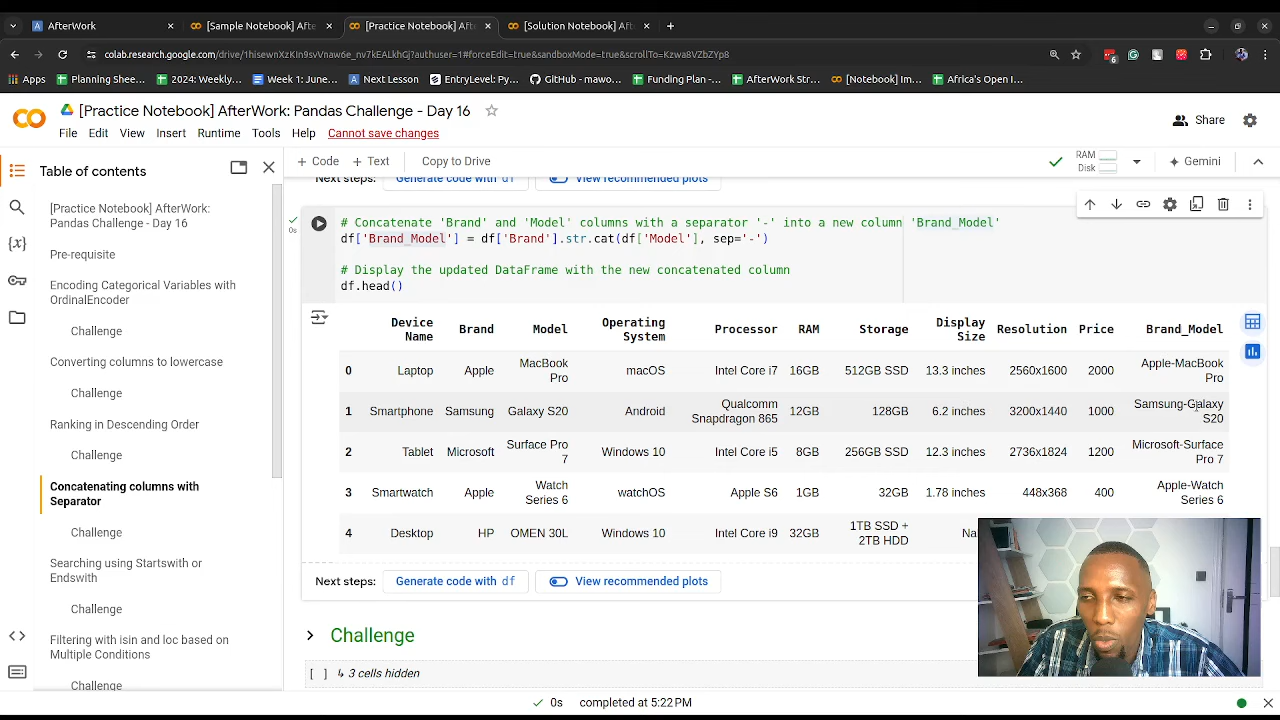 AfterWork
[Sample Notebook] Afte
[Practice Notebook] Afte
[Solution Notebook] Aft
colab.research.google.com/drive/1hisewnXzKIn9svVnaw6e_nv7kEALkhGj?authuser=1#forceEdit=true&sandboxMode=true&scrollTo=Kzwa8VZbZYp8
6
Apps
Planning Shee...
2024: Weekly...
Week 1: June...
Next Lesson
EntryLevel: Py...
GitHub - mawo...
Funding Plan -...
AfterWork Str...
[Notebook] Im...
Africa's Open I...
[Practice Notebook] AfterWork: Pandas Challenge - Day 16
Share
File Edit View Insert Runtime Tools Help Cannot save changes
Table of contents
+ Code + Text Copy to Drive
RAM
Disk
Gemini
[Practice Notebook] AfterWork:
Pandas Challenge - Day 16
Pre-requisite
Encoding Categorical Variables with
OrdinalEncoder
Challenge
Converting columns to lowercase
Challenge
Ranking in Descending Order
Challenge
Concatenating columns with
Separator
Challenge
Searching using Startswith or
Endswith
Challenge
Filtering with isin and loc based on
Multiple Conditions
Challenge
Next steps: Generate code with df View recommended plots
0s
# Concatenate 'Brand' and 'Model' columns with a separator '-' into a new column 'Brand_Model'
df['Brand_Model'] = df['Brand'].str.cat(df['Model'], sep='-')
# Display the updated DataFrame with the new concatenated column
df.head()
Device Name Brand Model Operating System Processor RAM Storage Display Size Resolution Price Brand_Model
0 Laptop Apple MacBook Pro macOS Intel Core i7 16GB 512GB SSD 13.3 inches 2560x1600 2000 Apple-MacBook Pro
1 Smartphone Samsung Galaxy S20 Android Qualcomm Snapdragon 865 12GB 128GB 6.2 inches 3200x1440 1000 Samsung-Galaxy S20
2 Tablet Microsoft Surface Pro 7 Windows 10 Intel Core i5 8GB 256GB SSD 12.3 inches 2736x1824 1200 Microsoft-Surface Pro 7
3 Smartwatch Apple Watch Series 6 watchOS Apple S6 1GB 32GB 1.78 inches 448x368 400 Apple-Watch Series 6
4 Desktop HP OMEN 30L Windows 10 Intel Core i9 32GB 1TB SSD + 2TB HDD Na
Next steps: Generate code with df View recommended plots
Challenge
[ ] ↳ 3 cells hidden
0s completed at 5:22 PM